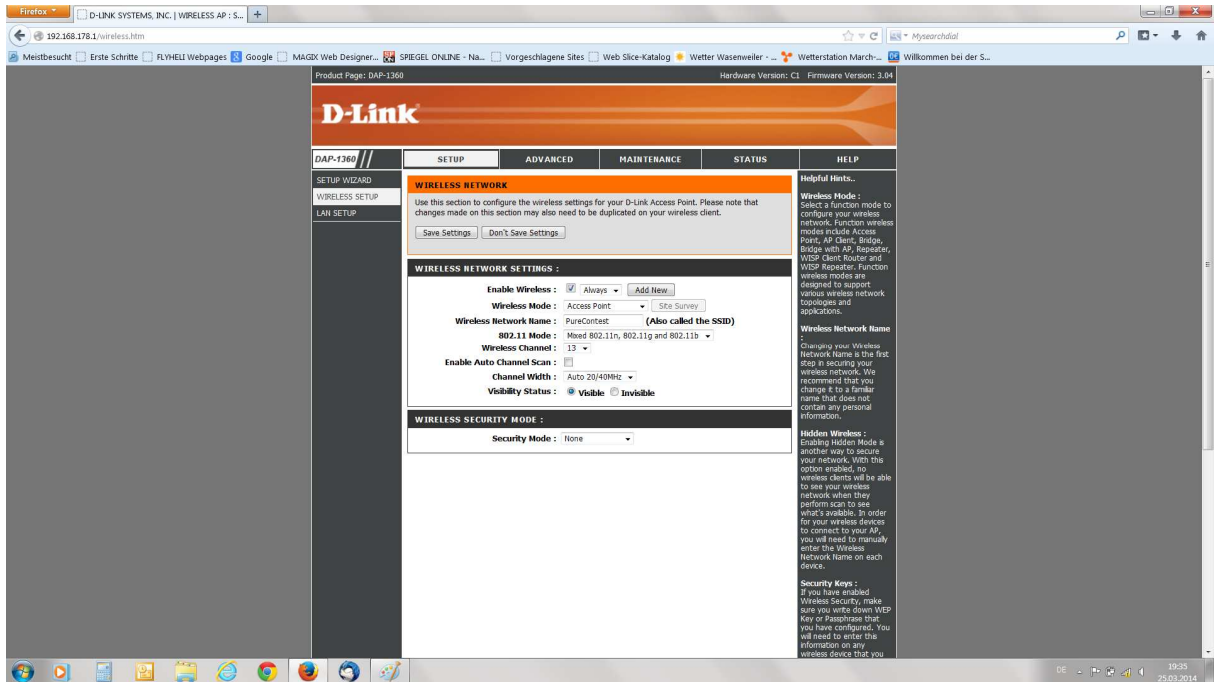 Firefox
D-LINK SYSTEMS, INC. | WIRELESS AP : S...
192.168.178.1/wireless.htm
Mysearchdial
Meistbesucht Erste Schritte FLYHELI Webpages Google MAGIX Web Designer... SPIEGEL ONLINE - Na... Vorgeschlagene Sites Web Slice-Katalog Wetter Wasenweiler - ... Wetterstation March-... Willkommen bei der S...
Product Page: DAP-1360
Hardware Version: C1 Firmware Version: 3.04
D-Link
DAP-1360
SETUP
ADVANCED
MAINTENANCE
STATUS
HELP
SETUP WIZARD
WIRELESS SETUP
LAN SETUP
WIRELESS NETWORK
Use this section to configure the wireless settings for your D-Link Access Point. Please note that
changes made on this section may also need to be duplicated on your wireless client.
Save Settings Don't Save Settings
WIRELESS NETWORK SETTINGS :
Enable Wireless : Always Add New
Wireless Mode : Access Point Site Survey
Wireless Network Name : PureContest (Also called the SSID)
802.11 Mode : Mixed 802.11n, 802.11g and 802.11b
Wireless Channel : 13
Enable Auto Channel Scan :
Channel Width : Auto 20/40MHz
Visibility Status : Visible Invisible
WIRELESS SECURITY MODE :
Security Mode : None
Helpful Hints..
Wireless Mode :
Select a function mode to
configure your wireless
network. Function wireless
modes include Access
Point, AP Client, Bridge,
Bridge with AP, Repeater,
WISP Client Router and
WISP Repeater. Function
wireless modes are
designed to support
various wireless network
topologies and
applications.
Wireless Network Name
:
Changing your Wireless
Network Name is the first
step in securing your
wireless network. We
recommend that you
change it to a familiar
name that does not
contain any personal
information.
Hidden Wireless :
Enabling Hidden Mode is
another way to secure
your network. With this
option enabled, no
wireless clients will be able
to see your wireless
network when they
perform scan to see
what's available. In order
for your wireless devices
to connect to your AP,
you will need to manually
enter the Wireless
Network Name on each
device.
Security Keys :
If you have enabled
Wireless Security, make
sure you write down WEP
Key or Passphrase that
you have configured. You
will need to enter this
information on any
wireless device that you
DE
19:35
25.03.2014